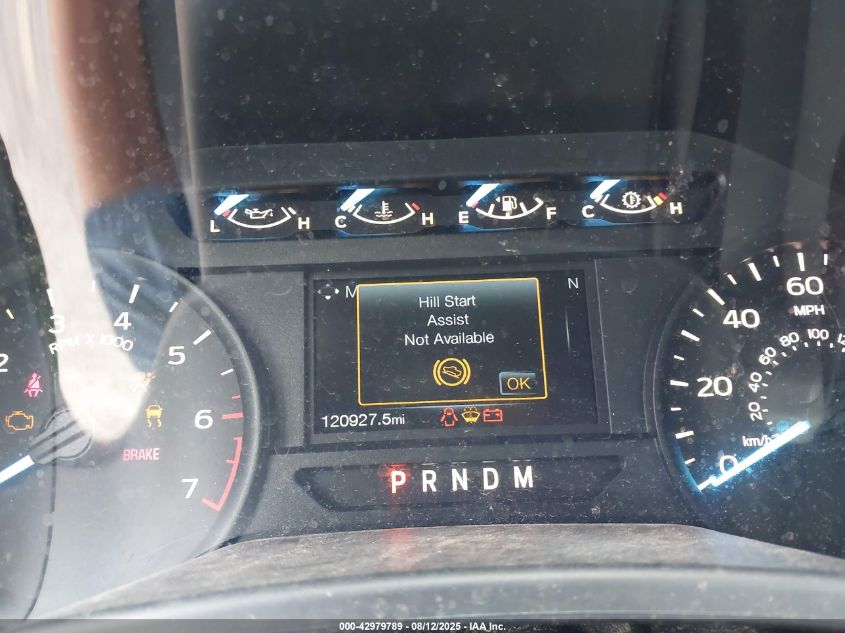 L H C H E F C H
M
N
Hill Start
Assist
Not Available
OK
120927.5mi
2 3 4 5 6 7
RPM X 1000
BRAKE
P R N D M
0 20 40 60
MPH
20 40 60 80 100
km/h
000-42979789 - 08/12/2025 - IAA Inc.